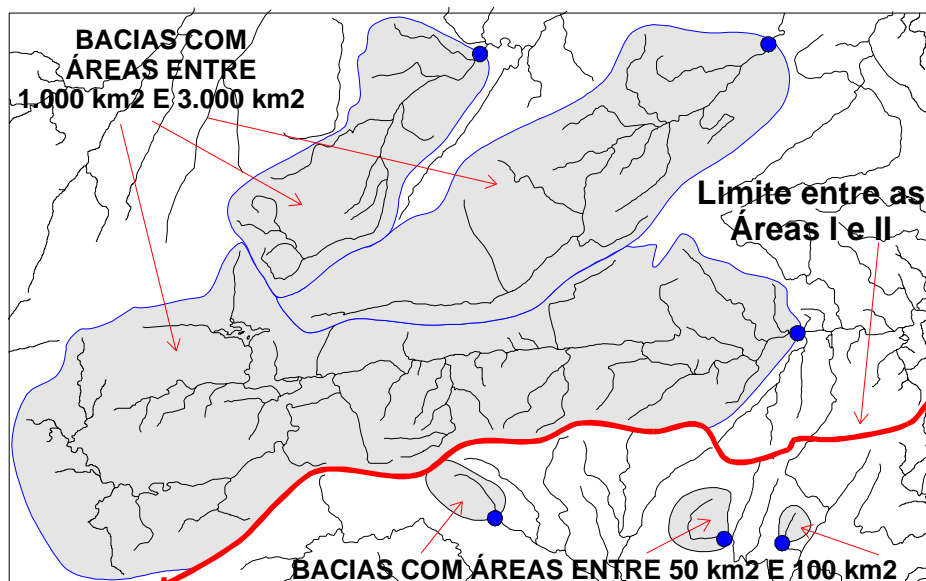 BACIAS COM
ÁREAS ENTRE
1.000 km2 E 3.000 km2
Limite entre as
Áreas I e II
BACIAS COM ÁREAS ENTRE 50 km2 E 100 km2